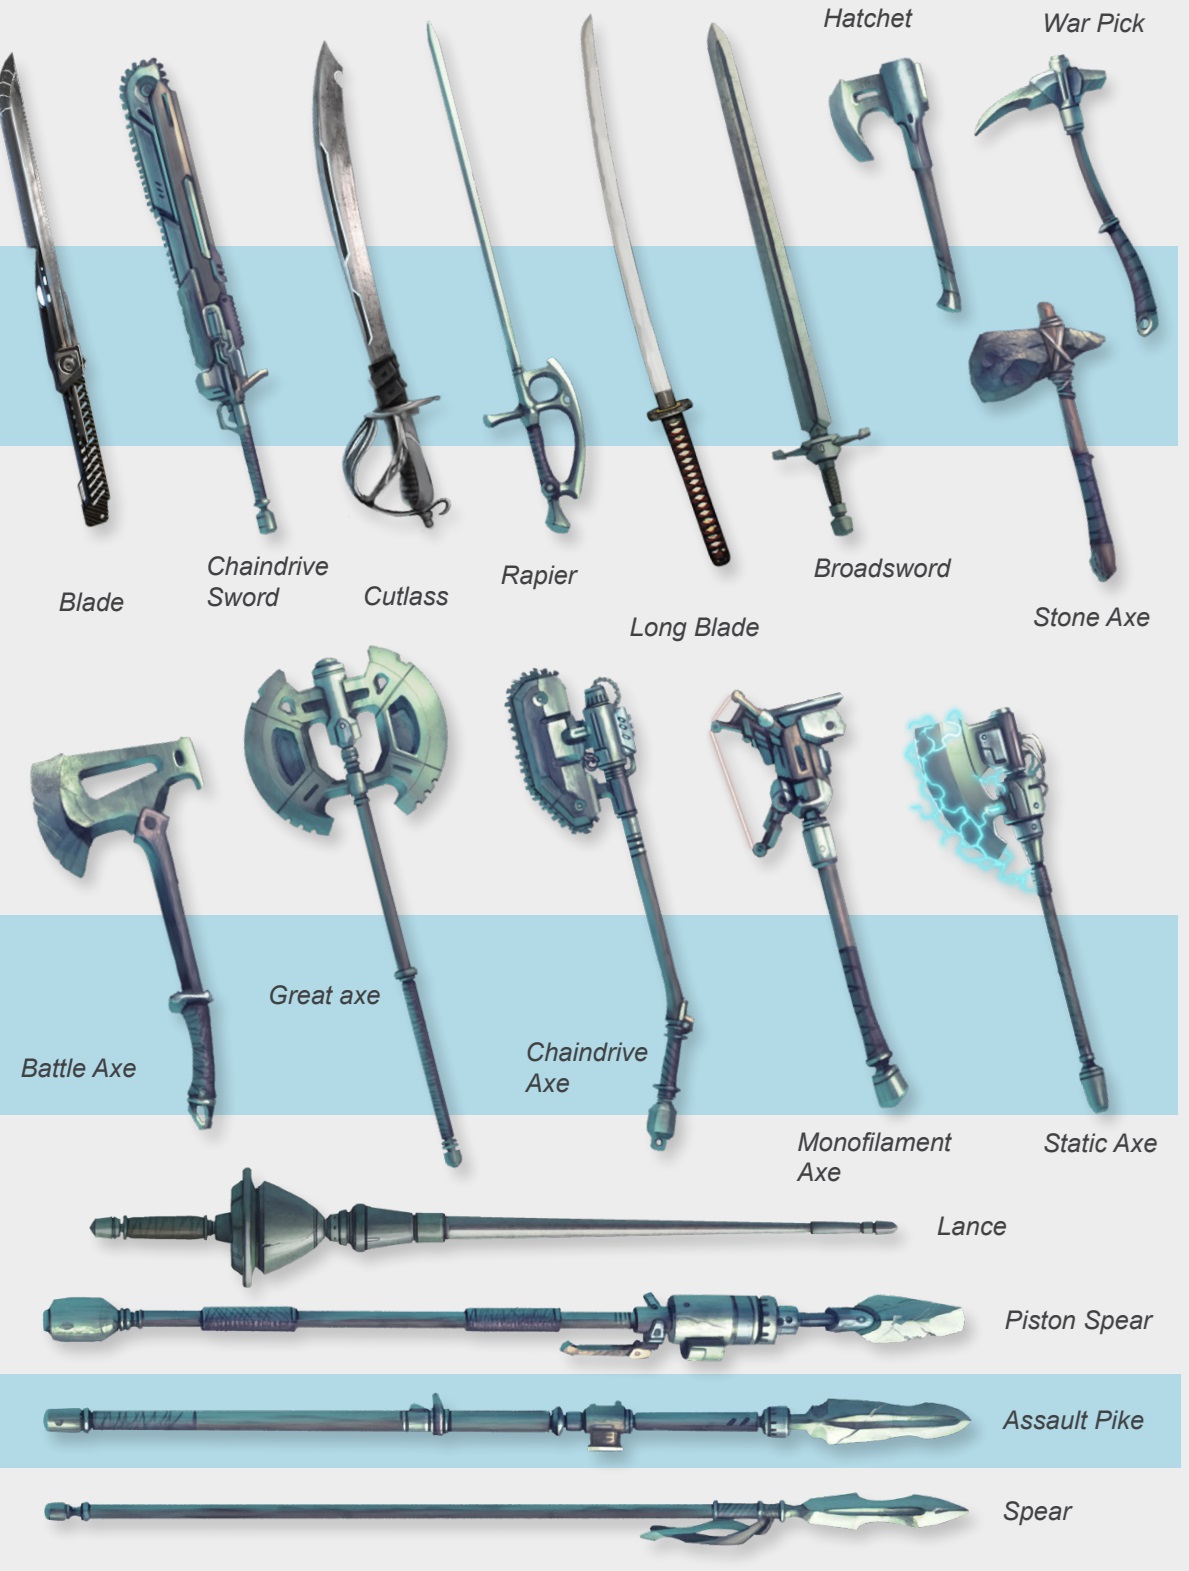 Hatchet
War Pick
Blade
Chaindrive
Sword
Cutlass
Rapier
Long Blade
Broadsword
Stone Axe
Battle Axe
Great axe
Chaindrive
Axe
Monofilament
Axe
Static Axe
Lance
Piston Spear
Assault Pike
Spear